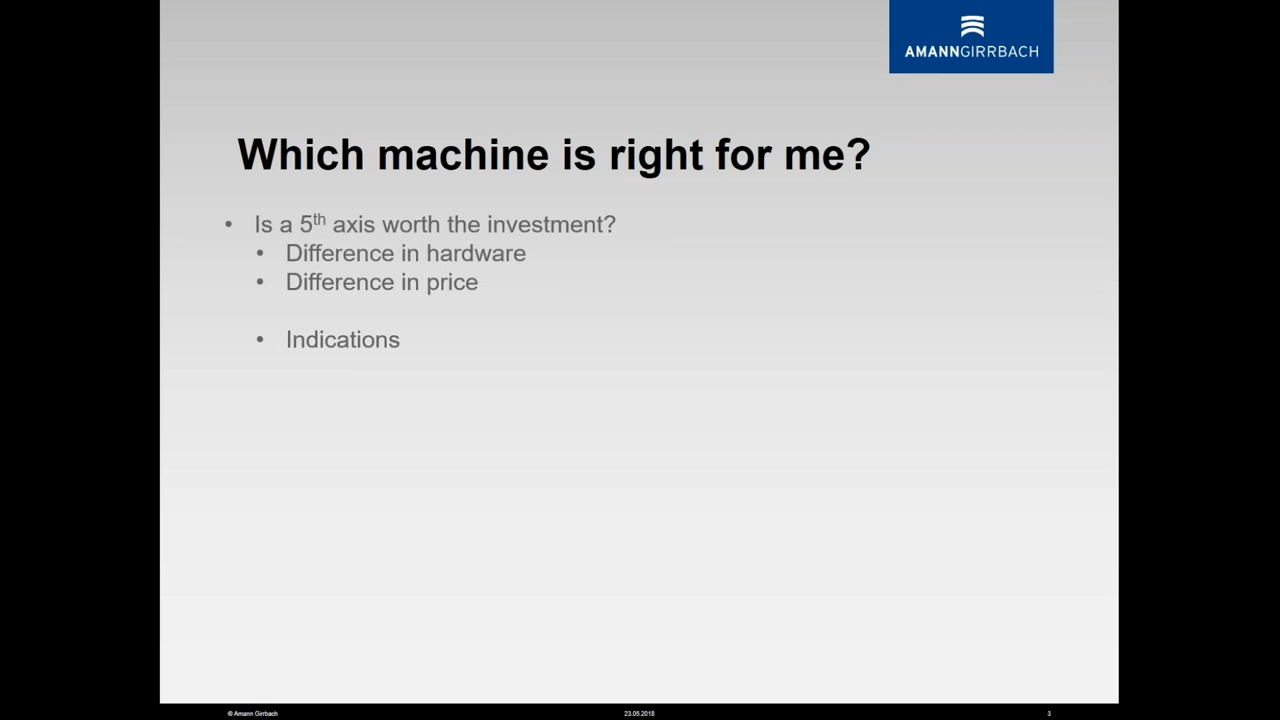 AMANNGIRRBACH
Which machine is right for me?
• Is a 5th axis worth the investment?
• Difference in hardware
• Difference in price
• Indications
© Amann Girrbach 23.05.2018 3